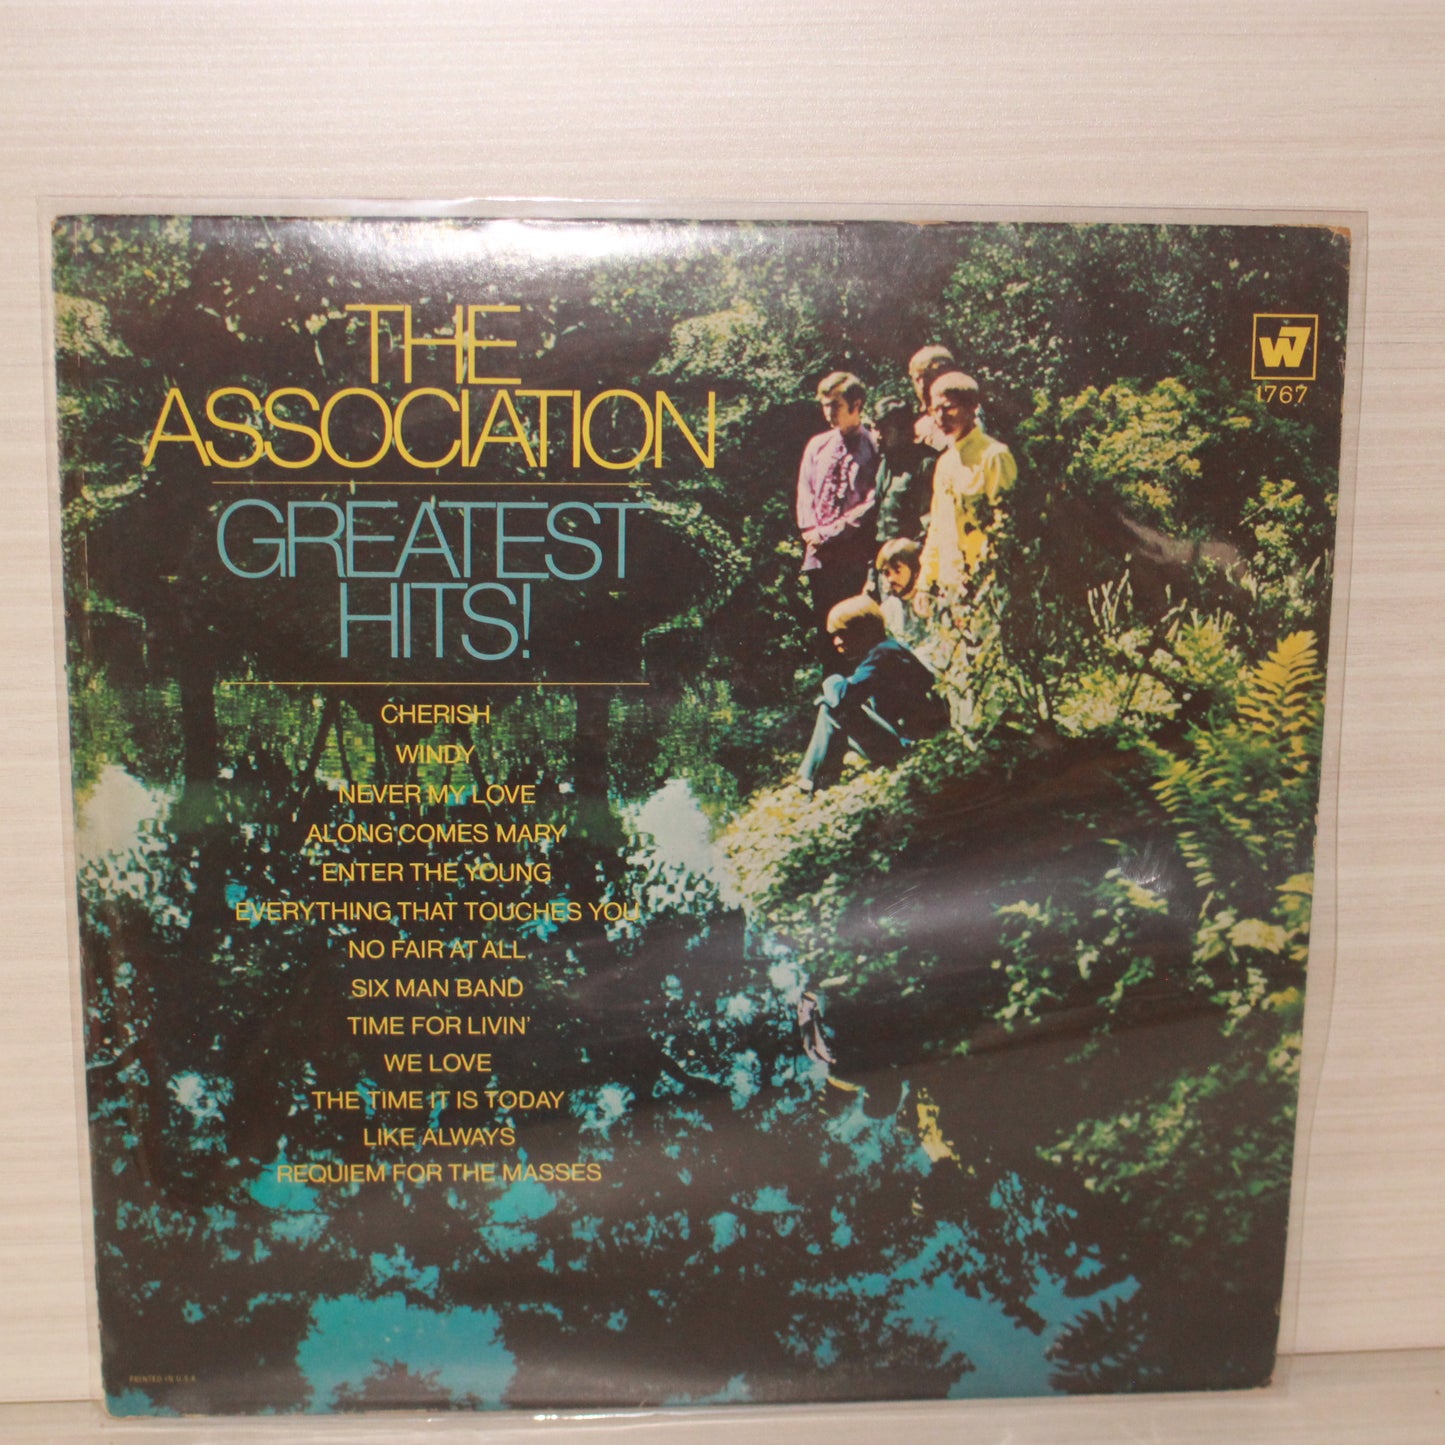 THE
ASSOCIATION
GREATEST
HITS!
W7
1767
CHERISH
WINDY
NEVER MY LOVE
ALONG COMES MARY
ENTER THE YOUNG
EVERYTHING THAT TOUCHES YOU
NO FAIR AT ALL
SIX MAN BAND
TIME FOR LIVIN'
WE LOVE
THE TIME IT IS TODAY
LIKE ALWAYS
REQUIEM FOR THE MASSES
PRINTED IN U.S.A.